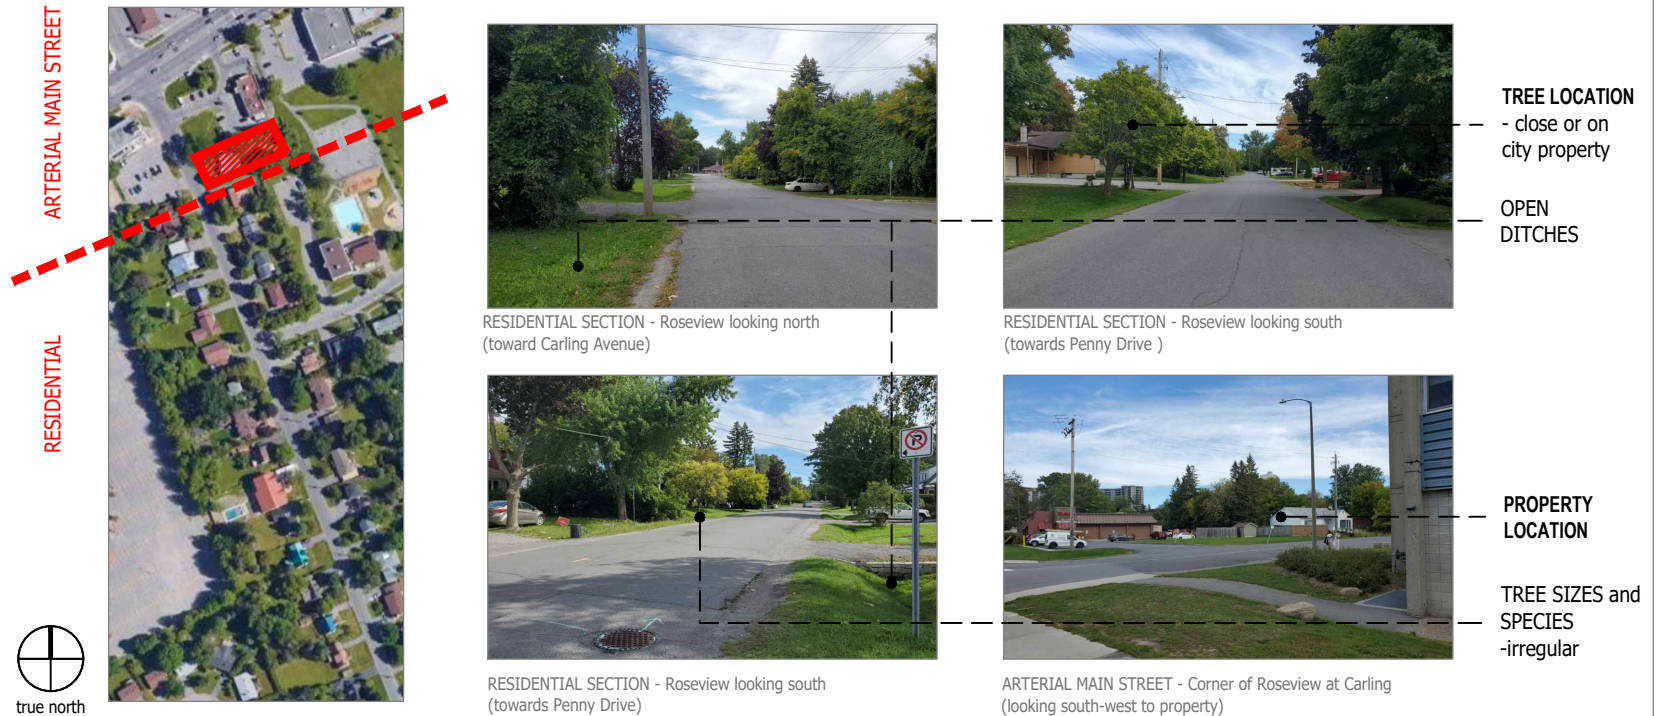 ARTERIAL MAIN STREET
RESIDENTIAL
true north
RESIDENTIAL SECTION - Roseview looking north
(toward Carling Avenue)
RESIDENTIAL SECTION - Roseview looking south
(towards Penny Drive )
TREE LOCATION
- close or on
city property
OPEN
DITCHES
RESIDENTIAL SECTION - Roseview looking south
(towards Penny Drive)
P
ARTERIAL MAIN STREET - Corner of Roseview at Carling
(looking south-west to property)
PROPERTY
LOCATION
TREE SIZES and
SPECIES
-irregular